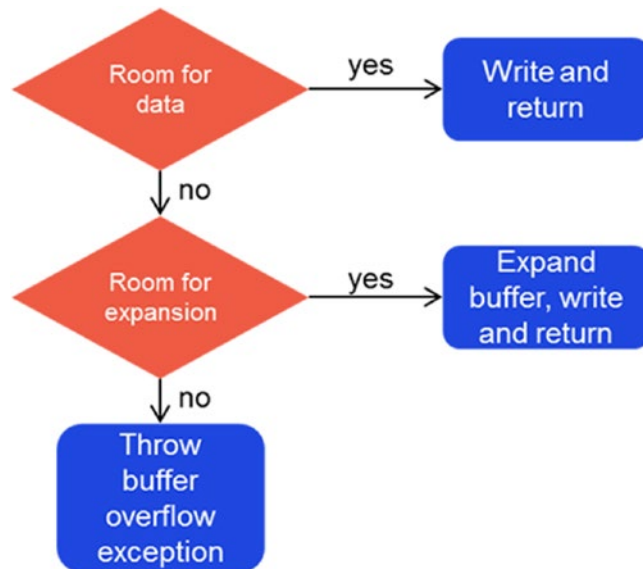 Room for
data
yes
Write and
return
no
Room for
expansion
yes
Expand
buffer, write
and return
no
Throw
buffer
overflow
exception